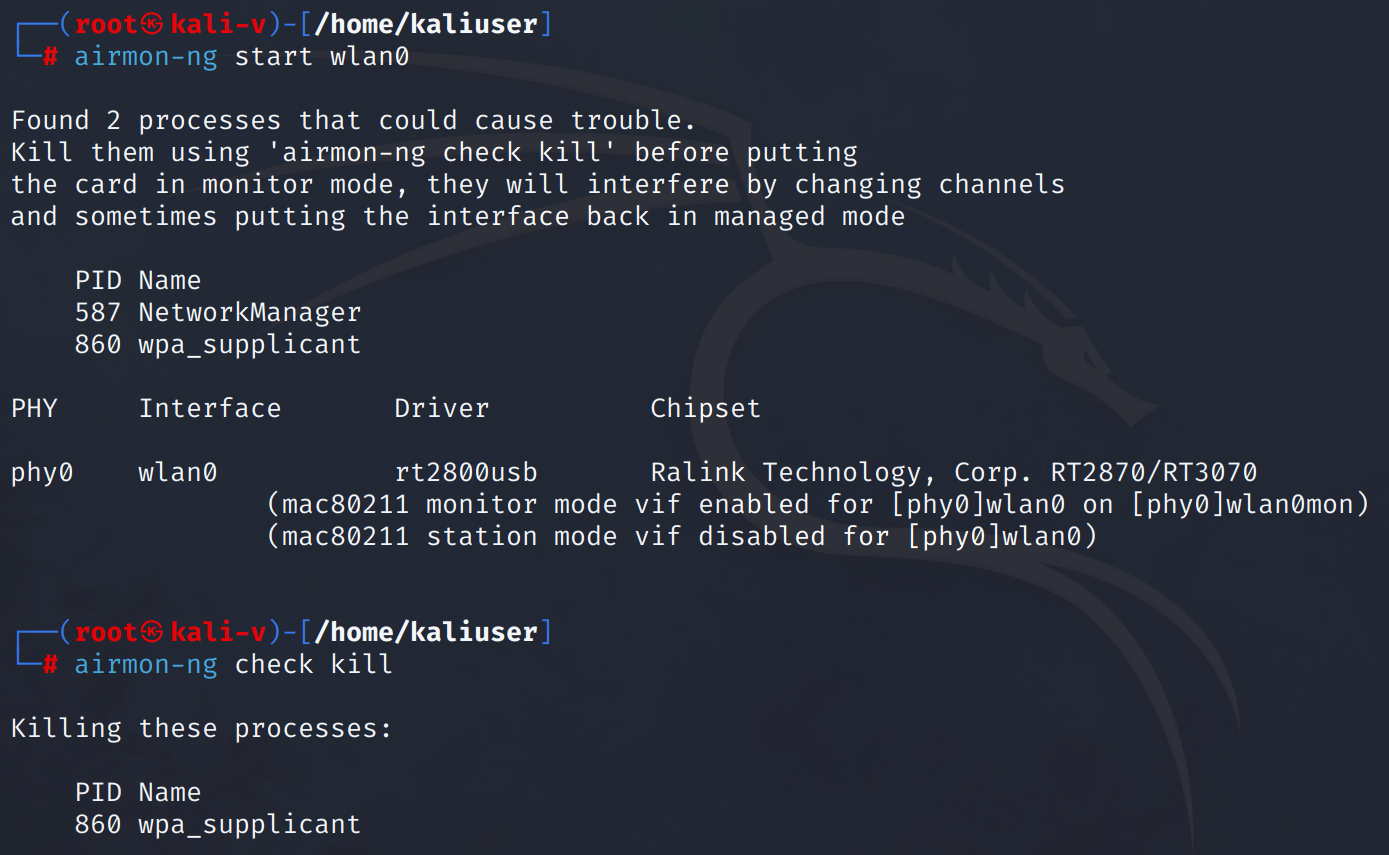 ┌──(root㉿kali-v)-[/home/kaliuser]
└─# airmon-ng start wlan0
Found 2 processes that could cause trouble.
Kill them using 'airmon-ng check kill' before putting
the card in monitor mode, they will interfere by changing channels
and sometimes putting the interface back in managed mode
PID Name
587 NetworkManager
860 wpa_supplicant
PHY Interface Driver Chipset
phy0 wlan0 rt2800usb Ralink Technology, Corp. RT2870/RT3070
(mac80211 monitor mode vif enabled for [phy0]wlan0 on [phy0]wlan0mon)
(mac80211 station mode vif disabled for [phy0]wlan0)
┌──(root㉿kali-v)-[/home/kaliuser]
└─# airmon-ng check kill
Killing these processes:
PID Name
860 wpa_supplicant